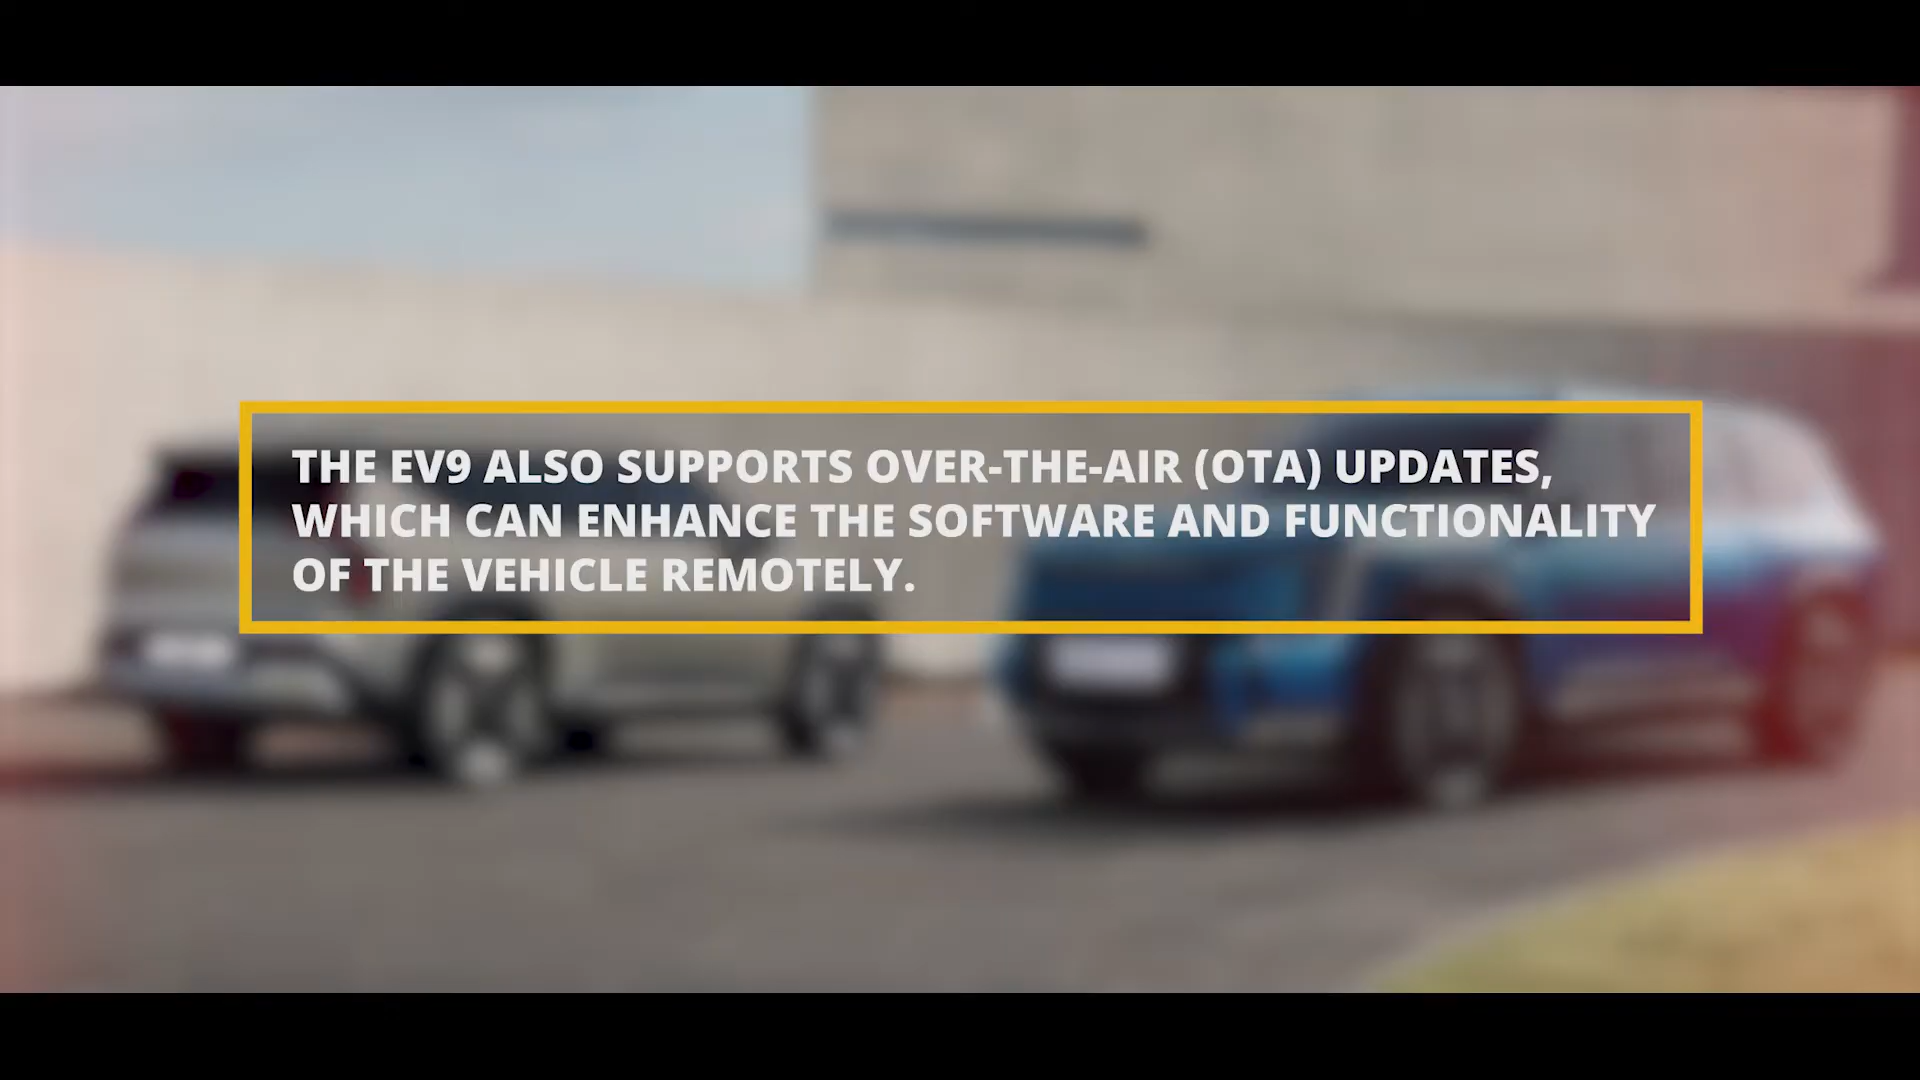 THE EV9 ALSO SUPPORTS OVER-THE-AIR (OTA) UPDATES,
WHICH CAN ENHANCE THE SOFTWARE AND FUNCTIONALITY
OF THE VEHICLE REMOTELY.